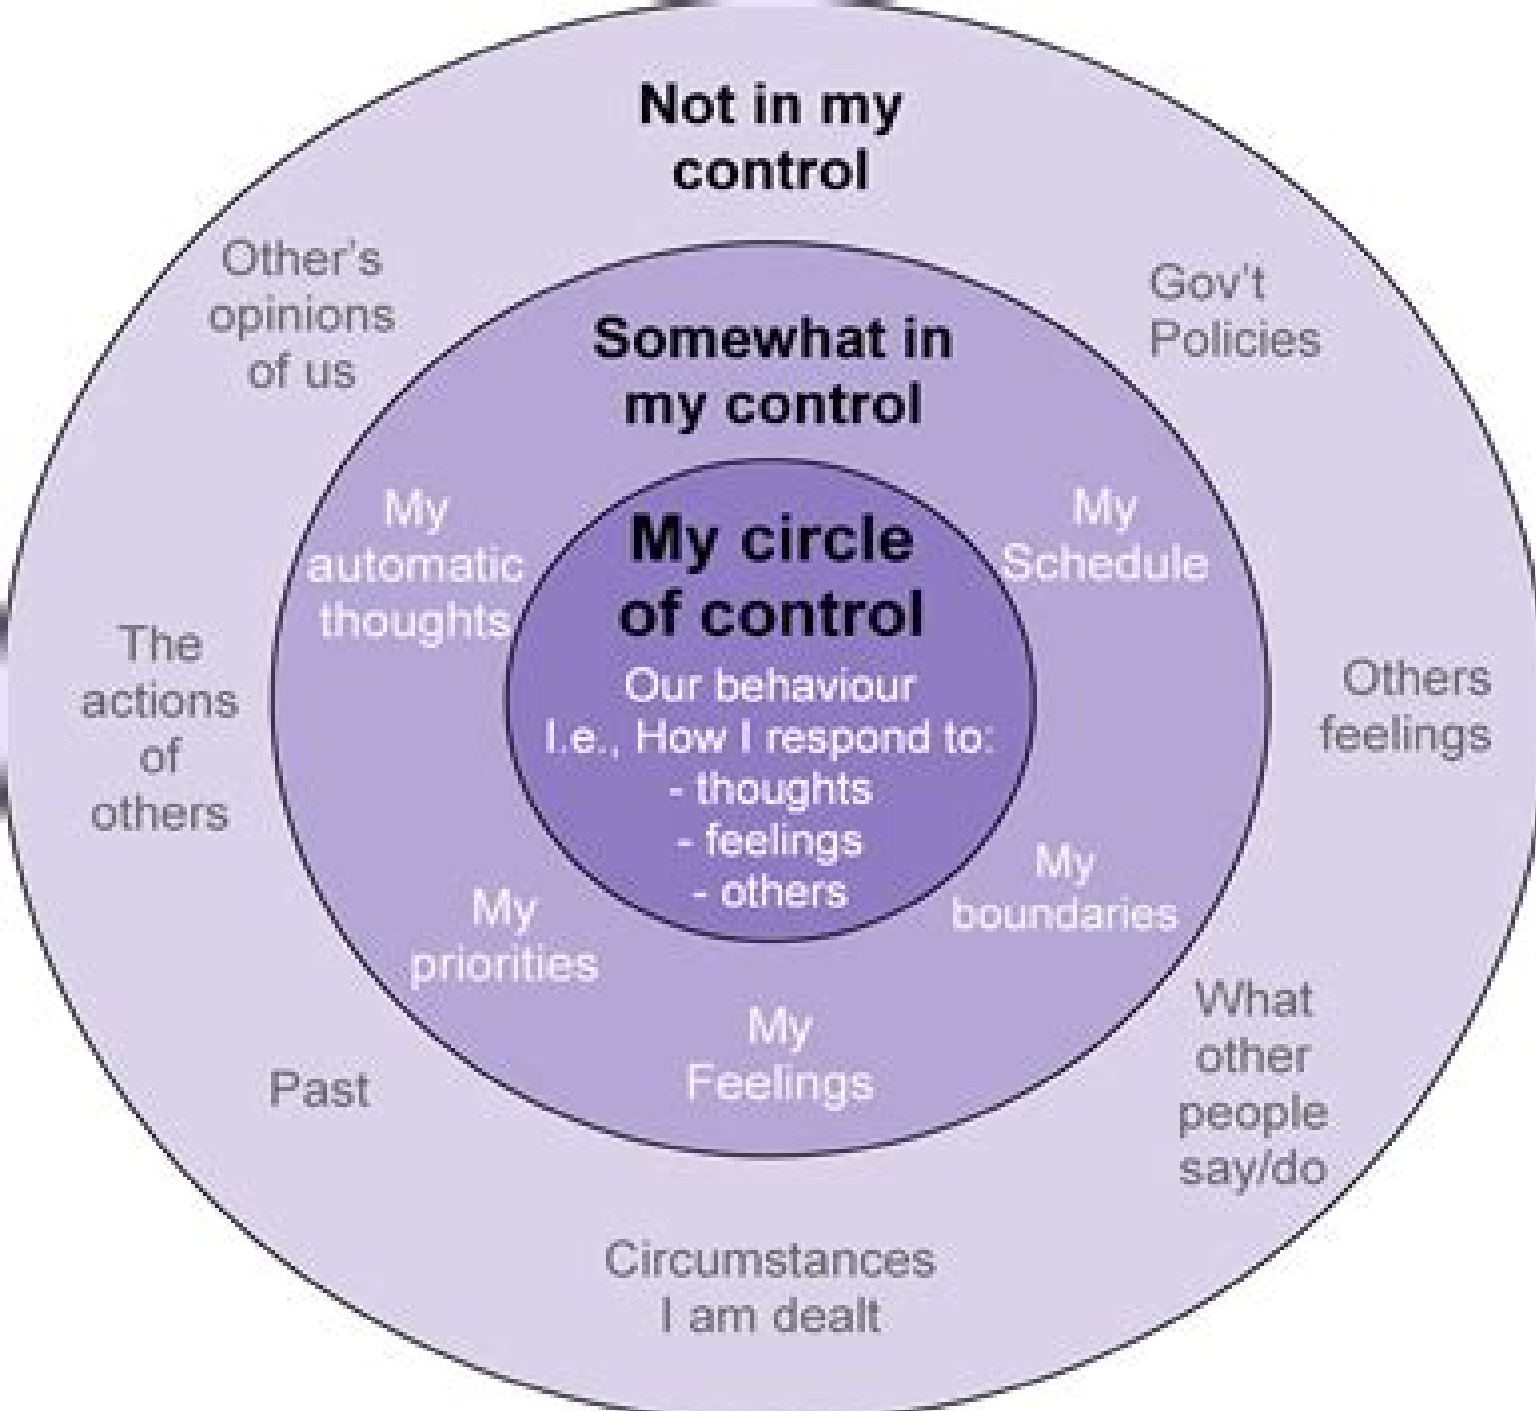 Not in my
control
Other's
opinions
of us
Gov't
Policies
Somewhat in
my control
My
automatic
thoughts
My
Schedule
My circle
of control
Our behaviour
I.e., How I respond to:
- thoughts
- feelings
- others
The
actions
of
others
Others
feelings
My
boundaries
My
priorities
My
Feelings
What
other
people
say/do
Past
Circumstances
I am dealt